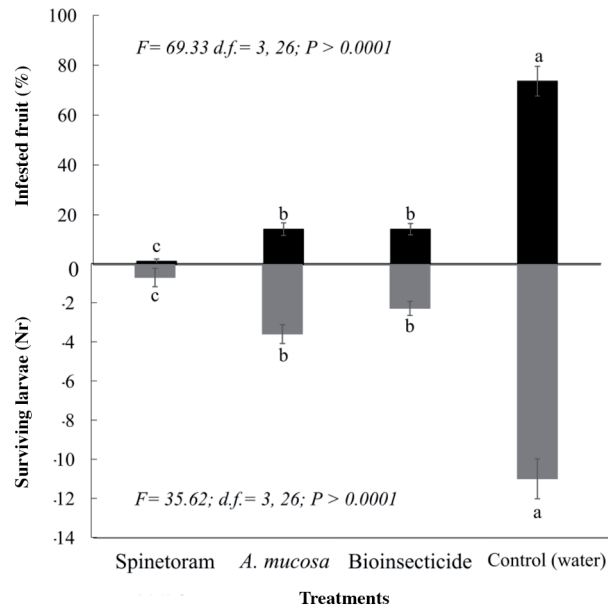 100
F= 69.33 d.f.= 3, 26; P > 0.0001
80
a
60
Infested fruit (%)
40
20
b
b
c
0
c
-2
b
b
-4
Surviving larvae (Nr)
-6
-8
-10
-12
F= 35.62; d.f.= 3, 26; P > 0.0001
a
-14
Spinetoram A. mucosa Bioinsecticide Control (water)
Treatments